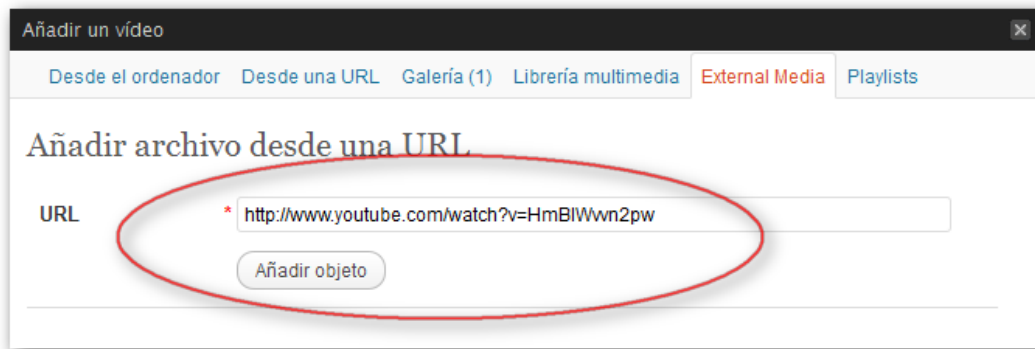 Añadir un vídeo
Desde el ordenador Desde una URL Galería (1) Librería multimedia External Media Playlists
Añadir archivo desde una URL
URL * http://www.youtube.com/watch?v=HmBlWvvn2pw
Añadir objeto